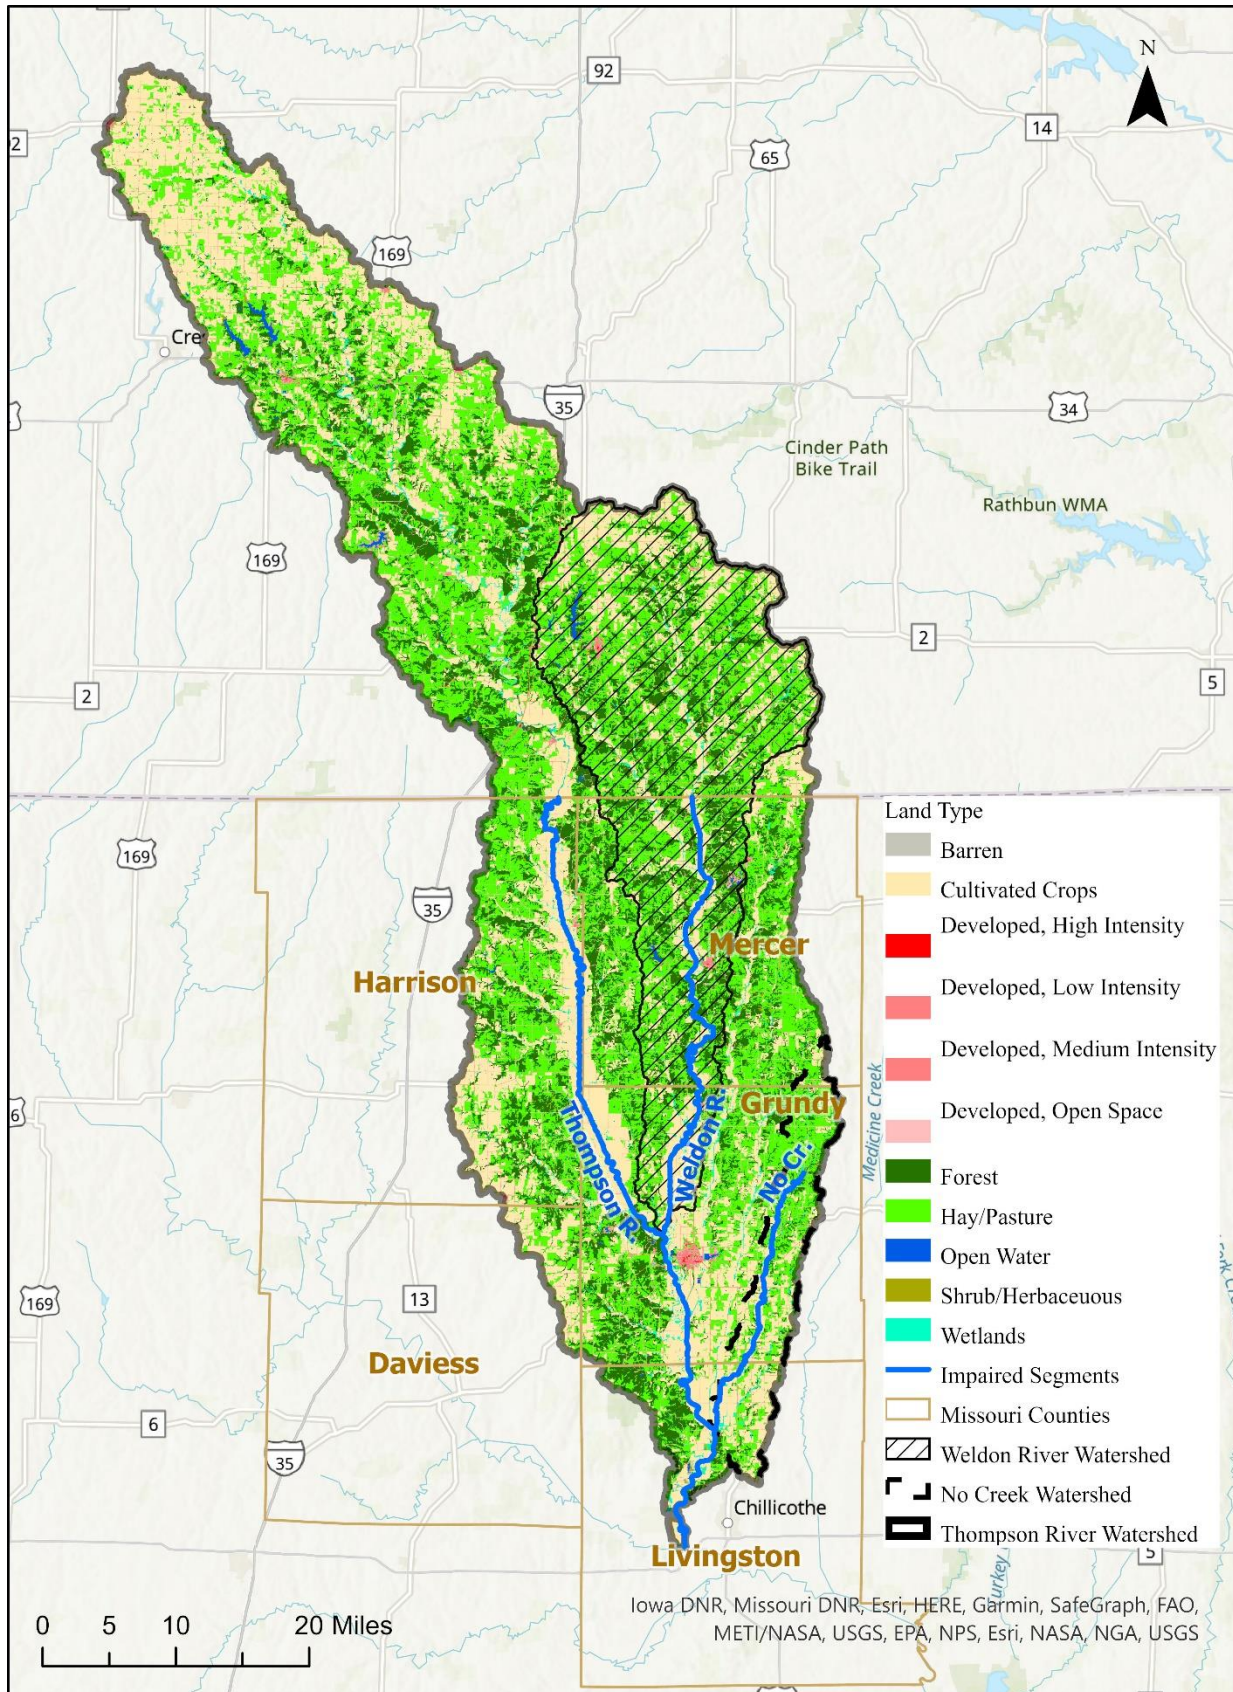 N
92
14
65
169
Cre
35
34
Cinder Path
Bike Trail
Rathbun WMA
169
2
2
5
169
35
Land Type
Barren
Cultivated Crops
Developed, High Intensity
Developed, Low Intensity
Developed, Medium Intensity
Developed, Open Space
Forest
Hay/Pasture
Open Water
Shrub/Herbaceuous
Wetlands
Impaired Segments
Missouri Counties
Weldon River Watershed
No Creek Watershed
Thompson River Watershed
Mercer
Harrison
Grundy
Medicine Creek
Thompson R.
Weldon R.
No Cr.
6
169
13
Daviess
6
35
Chillicothe
Livingston
5
0 5 10 20 Miles
Iowa DNR, Missouri DNR, Esri, HERE, Garmin, SafeGraph, FAO,
METI/NASA, USGS, EPA, NPS, Esri, NASA, NGA, USGS